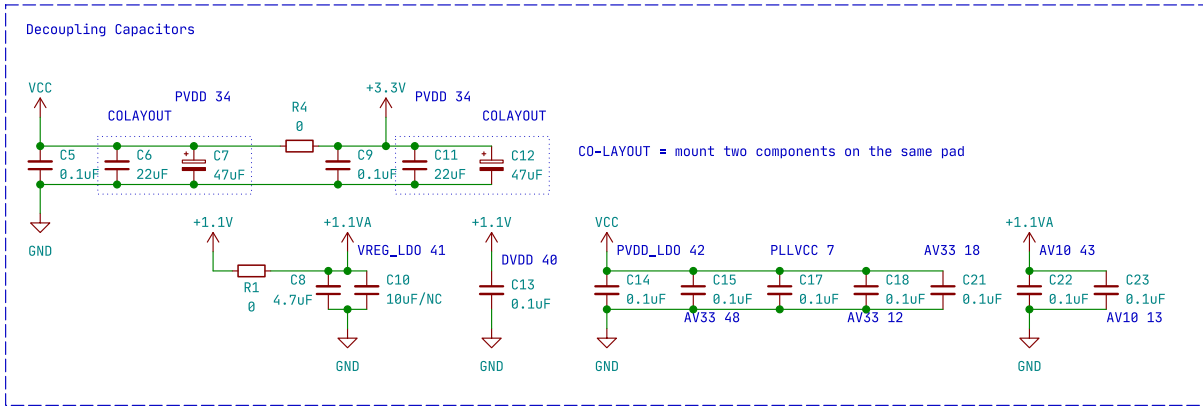 Decoupling Capacitors
VCC
PVDD 34
COLAYOUT
+3.3V
PVDD 34
COLAYOUT
R4
0
C5
0.1uF
C6
22uF
+
C7
47uF
C9
0.1uF
C11
22uF
+
C12
47uF
CO-LAYOUT = mount two components on the same pad
GND
+1.1V
+1.1VA
VREG_LDO 41
R1
0
C8
4.7uF
C10
10uF/NC
GND
+1.1V
DVDD 40
C13
0.1uF
GND
VCC
PVDD_LDO 42
PLLVCC 7
AV33 18
C14
0.1uF
C15
0.1uF
C17
0.1uF
C18
0.1uF
C21
0.1uF
AV33 48
AV33 12
GND
+1.1VA
AV10 43
C22
0.1uF
C23
0.1uF
AV10 13
GND